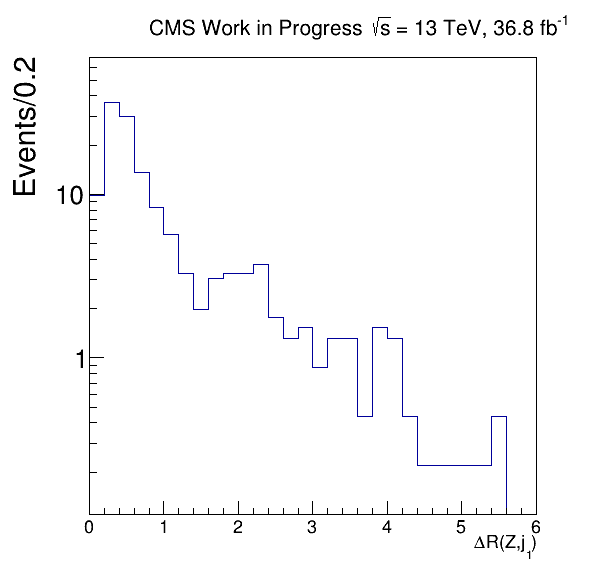 CMS Work in Progress √s = 13 TeV, 36.8 fb⁻¹
Events/0.2
10
1
0 1 2 3 4 5 6
ΔR(Z,j₁)